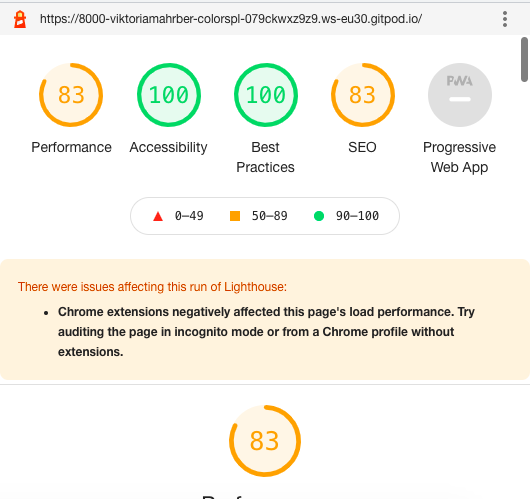 https://8000-viktoriamahrber-colorspl-079ckwxz9z9.ws-eu30.gitpod.io/
83
100
100
83
PWA
Performance
Accessibility
Best
Practices
SEO
Progressive
Web App
0–49
50–89
90–100
There were issues affecting this run of Lighthouse:
• Chrome extensions negatively affected this page's load performance. Try
auditing the page in incognito mode or from a Chrome profile without
extensions.
83